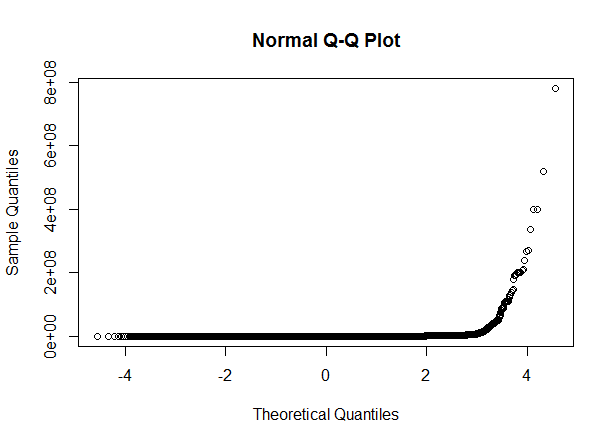 Normal Q-Q Plot
8e+08
6e+08
4e+08
2e+08
0e+00
Sample Quantiles
-4 -2 0 2 4
Theoretical Quantiles